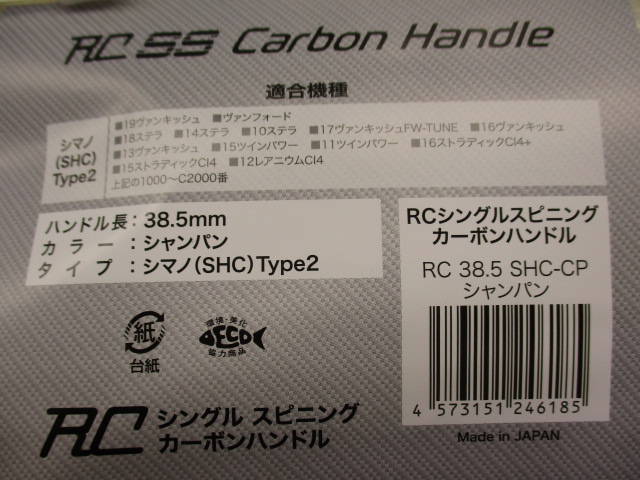 RC SS Carbon Handle
適合機種
シマノ
(SHC)
Type2
■19ヴァンキッシュ ■ヴァンフォード
■18ステラ ■14ステラ ■10ステラ ■17ヴァンキッシュFW-TUNE ■16ヴァンキッシュ
■13ヴァンキッシュ ■15ツインパワー ■11ツインパワー ■16ストラディックCI4+
■15ストラディックCI4 ■12レアニウムCI4
上記の1000〜C2000番
ハンドル長：38.5mm
カラー：シャンパン
タイプ：シマノ(SHC)Type2
RCシングルスピニング
カーボンハンドル
RC 38.5 SHC-CP
シャンパン
4 573151 246185
Made in JAPAN
紙
台紙
環境・美化
ECO
協力商品
RC シングル スピニング
カーボンハンドル